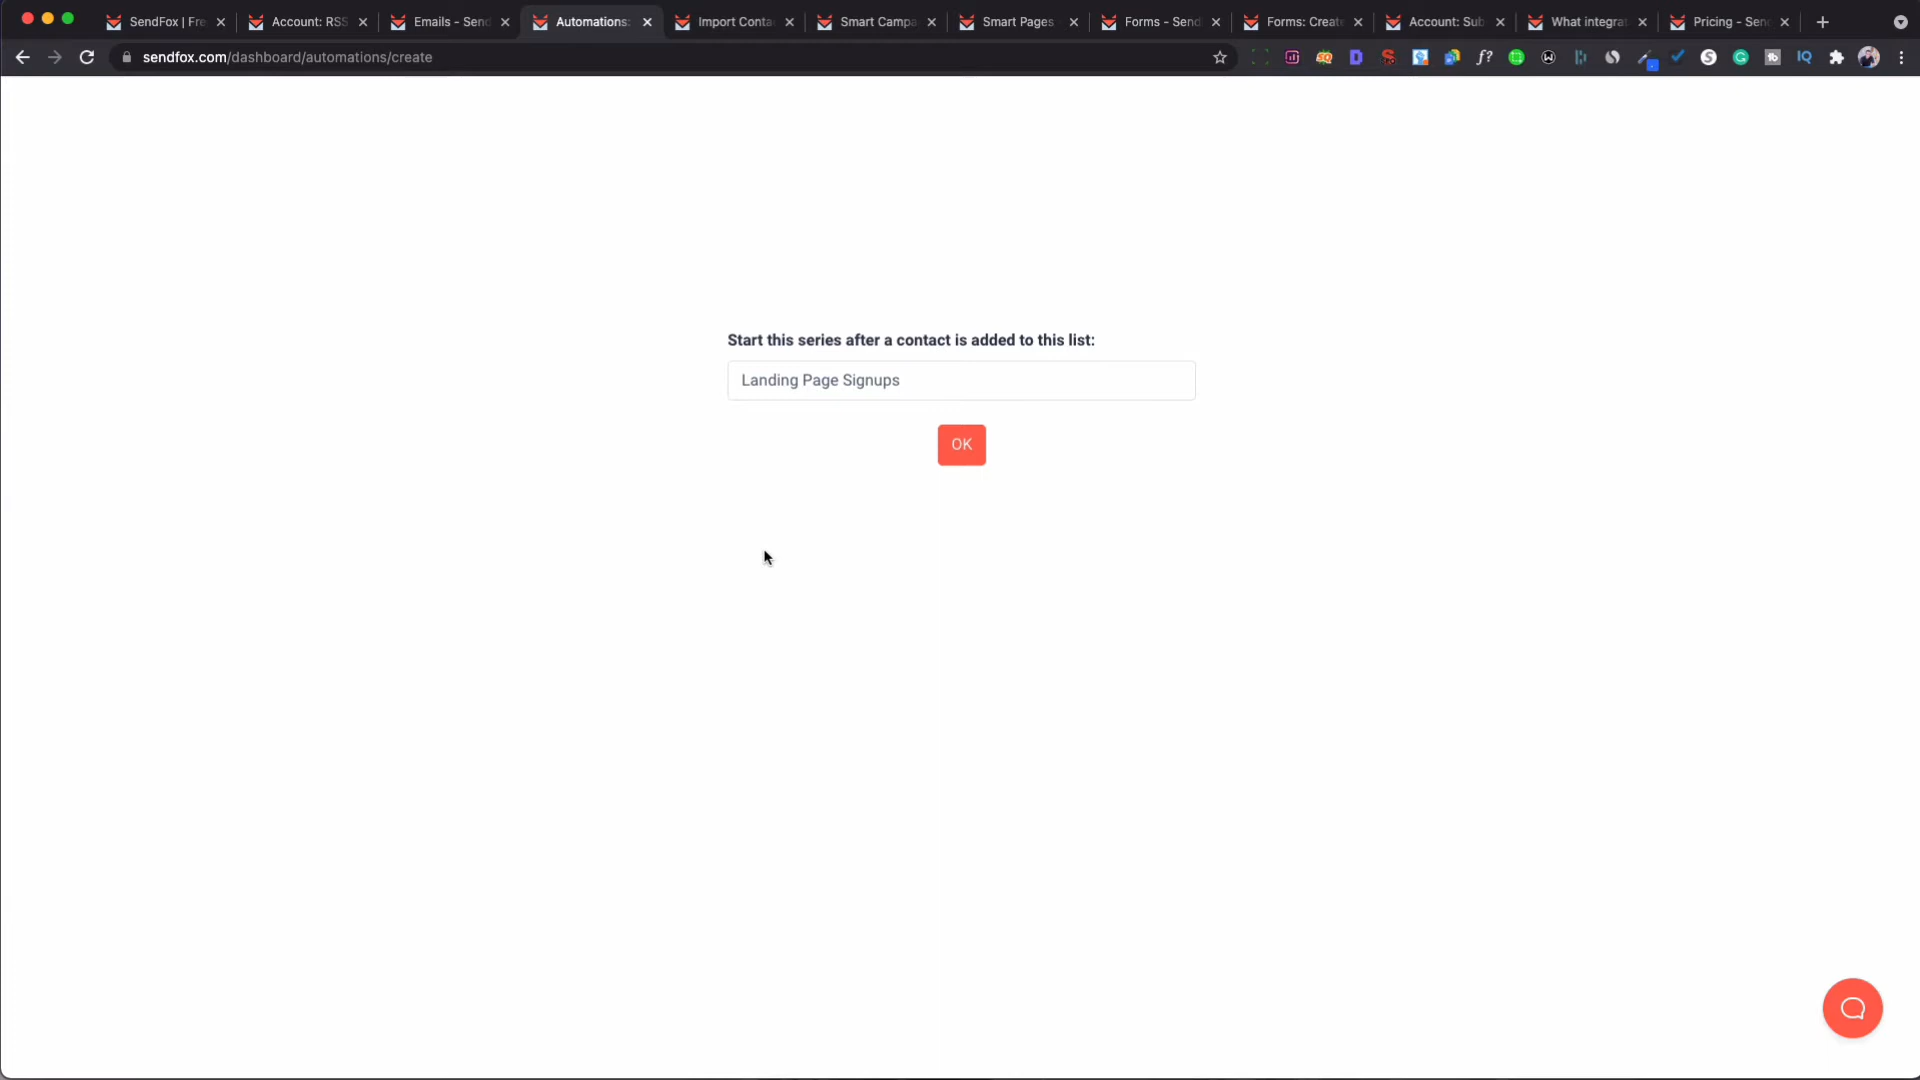 SendFox | Fre
Account: RSS
Emails - Send
Automations:
Import Conta
Smart Campa
Smart Pages
Forms - Send
Forms: Create
Account: Sub
What integrat
Pricing - Sen
sendfox.com/dashboard/automations/create
Start this series after a contact is added to this list:
Landing Page Signups
OK